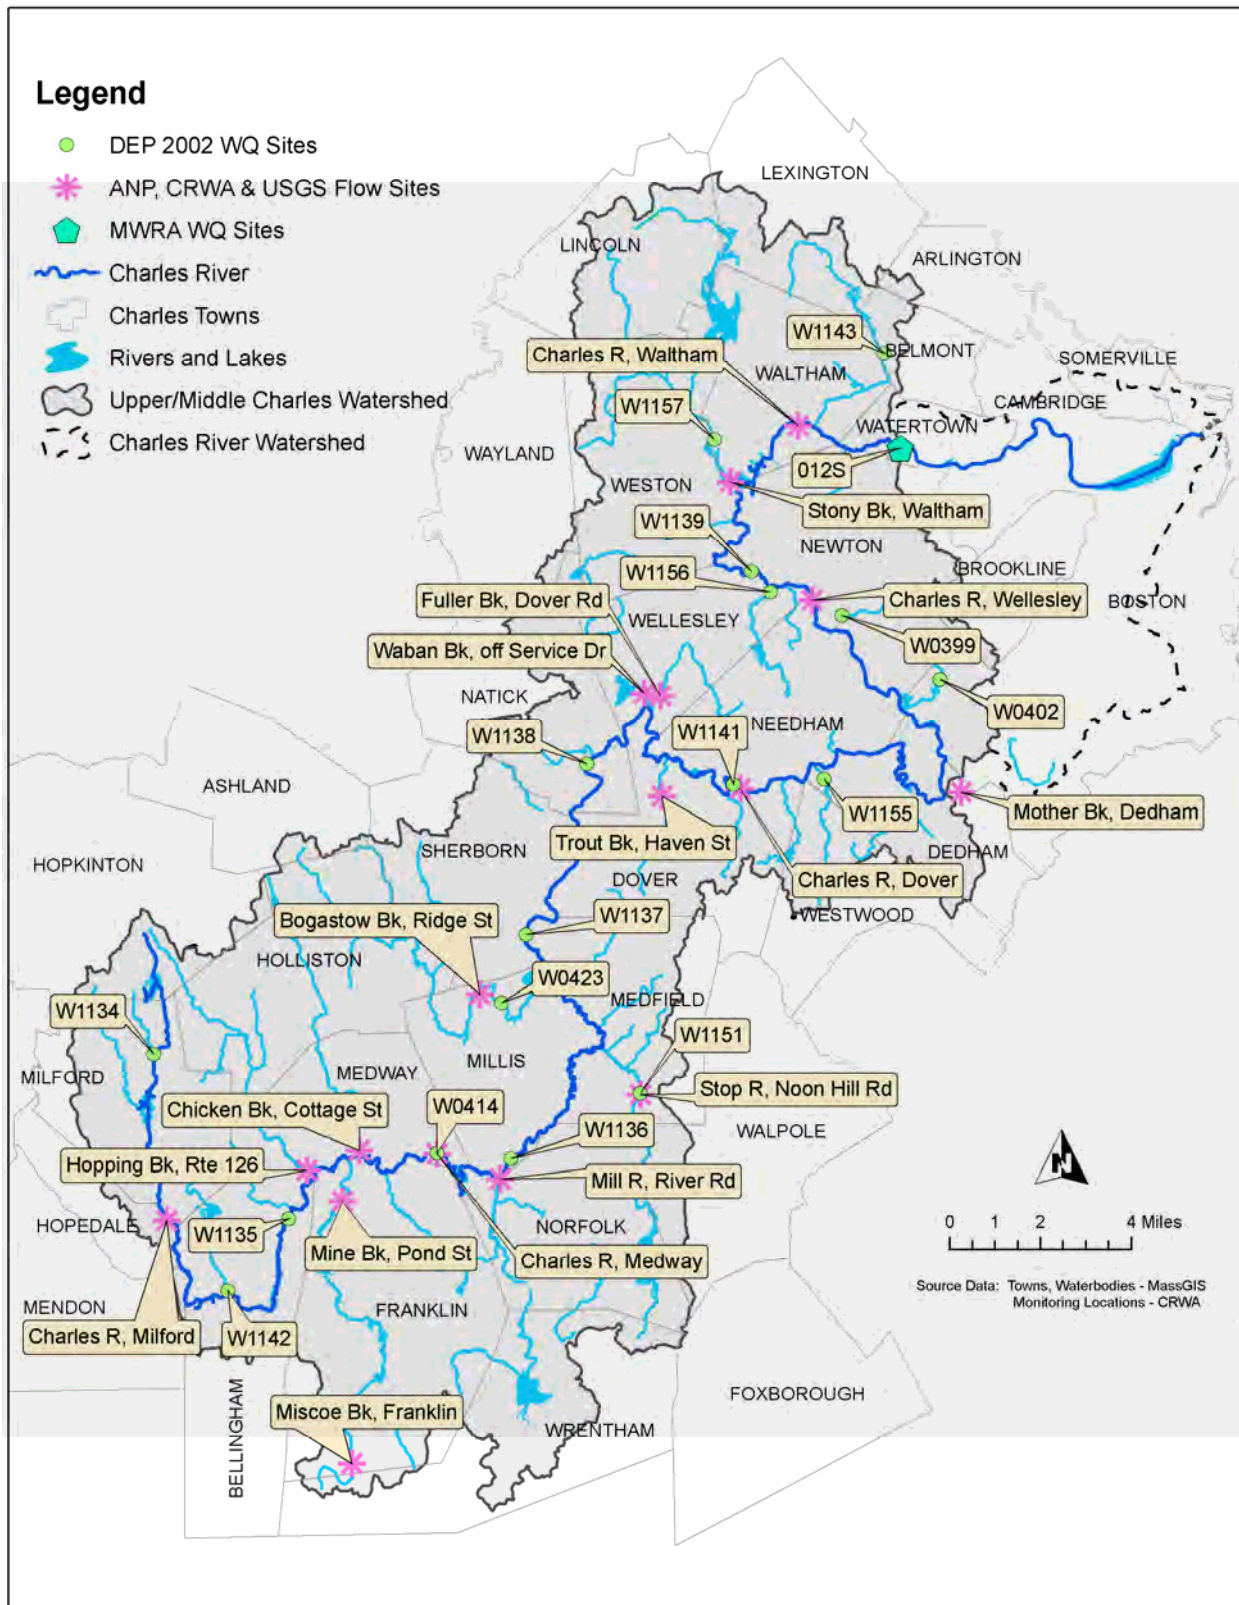 Legend
DEP 2002 WQ Sites
ANP, CRWA & USGS Flow Sites
MWRA WQ Sites
Charles River
Charles Towns
Rivers and Lakes
Upper/Middle Charles Watershed
Charles River Watershed
LEXINGTON
LINCOLN
ARLINGTON
W1143
BELMONT
Charles R, Waltham
SOMERVILLE
WALTHAM
W1157
CAMBRIDGE
WATERTOWN
WAYLAND
012S
WESTON
Stony Bk, Waltham
W1139
NEWTON
W1156
BROOKLINE
Fuller Bk, Dover Rd
Charles R, Wellesley
BOSTON
WELLESLEY
W0399
Waban Bk, off Service Dr
NATICK
W0402
W1138
W1141
NEEDHAM
ASHLAND
W1155
Mother Bk, Dedham
Trout Bk, Haven St
SHERBORN
DEDHAM
HOPKINTON
DOVER
Charles R, Dover
WESTWOOD
Bogastow Bk, Ridge St
W1137
HOLLISTON
W0423
MEDFIELD
W1134
W1151
MILLIS
MEDWAY
MILFORD
Stop R, Noon Hill Rd
Chicken Bk, Cottage St
W0414
W1136
WALPOLE
Hopping Bk, Rte 126
Mill R, River Rd
N
HOPEDALE
W1135
NORFOLK
0 1 2 4 Miles
Mine Bk, Pond St
Charles R, Medway
Source Data: Towns, Waterbodies - MassGIS
Monitoring Locations - CRWA
MENDON
FRANKLIN
Charles R, Milford
W1142
BELLINGHAM
FOXBOROUGH
Miscoe Bk, Franklin
WRENTHAM